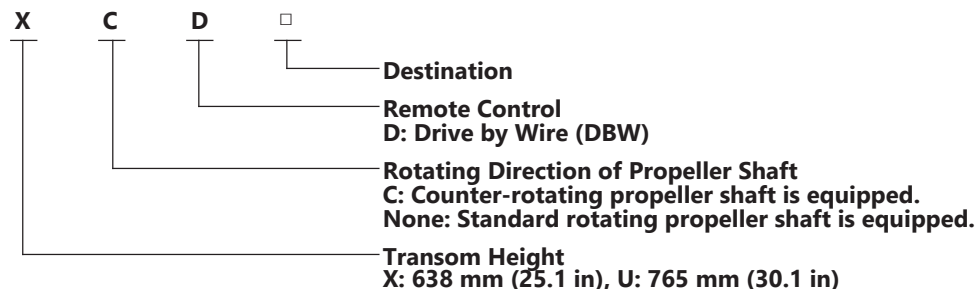 X C D □
Destination
Remote Control
D: Drive by Wire (DBW)
Rotating Direction of Propeller Shaft
C: Counter-rotating propeller shaft is equipped.
None: Standard rotating propeller shaft is equipped.
Transom Height
X: 638 mm (25.1 in), U: 765 mm (30.1 in)